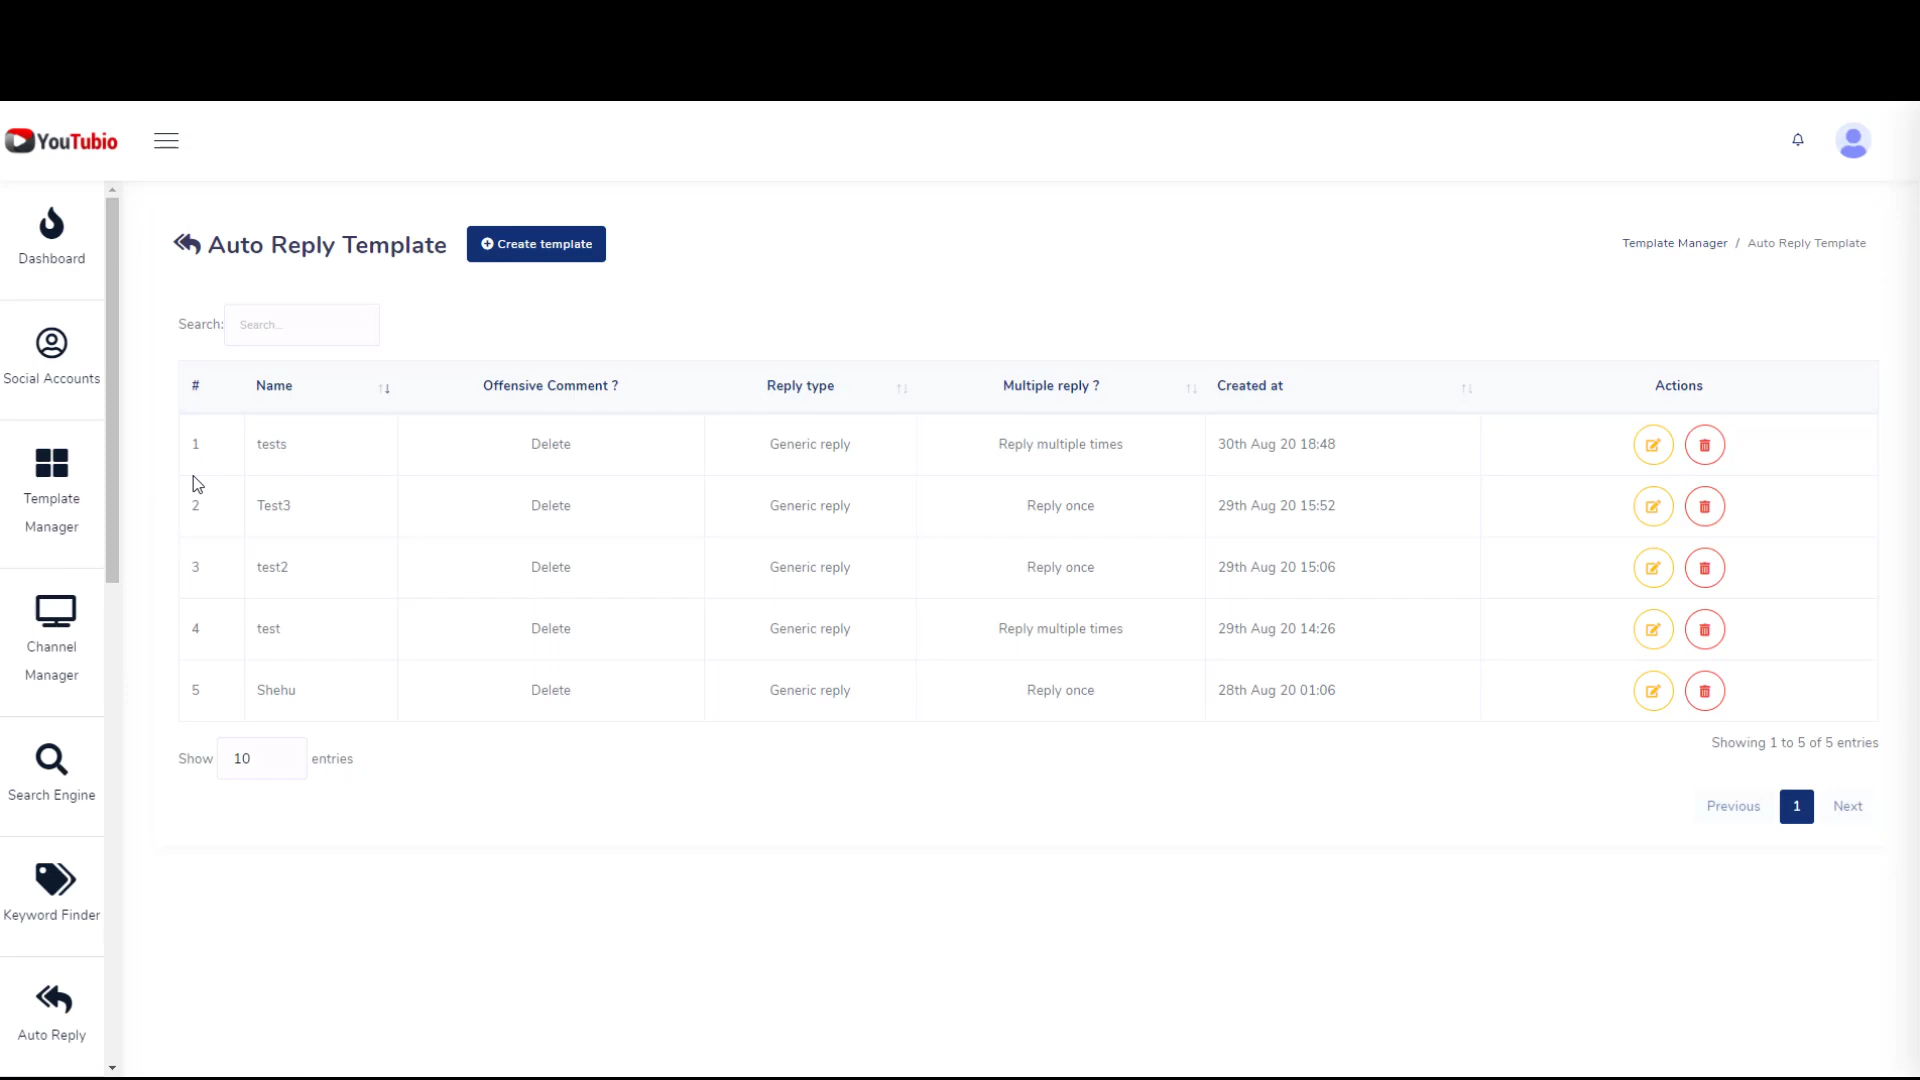 YouTubio
Dashboard
Social Accounts
Template
Manager
Channel
Manager
Search Engine
Keyword Finder
Auto Reply
Auto Reply Template
Create template
Template Manager / Auto Reply Template
Search: Search...
# Name Offensive Comment ? Reply type Multiple reply ? Created at Actions
1 tests Delete Generic reply Reply multiple times 30th Aug 20 18:48
2 Test3 Delete Generic reply Reply once 29th Aug 20 15:52
3 test2 Delete Generic reply Reply once 29th Aug 20 15:06
4 test Delete Generic reply Reply multiple times 29th Aug 20 14:26
5 Shehu Delete Generic reply Reply once 28th Aug 20 01:06
Show 10 entries
Showing 1 to 5 of 5 entries
Previous 1 Next